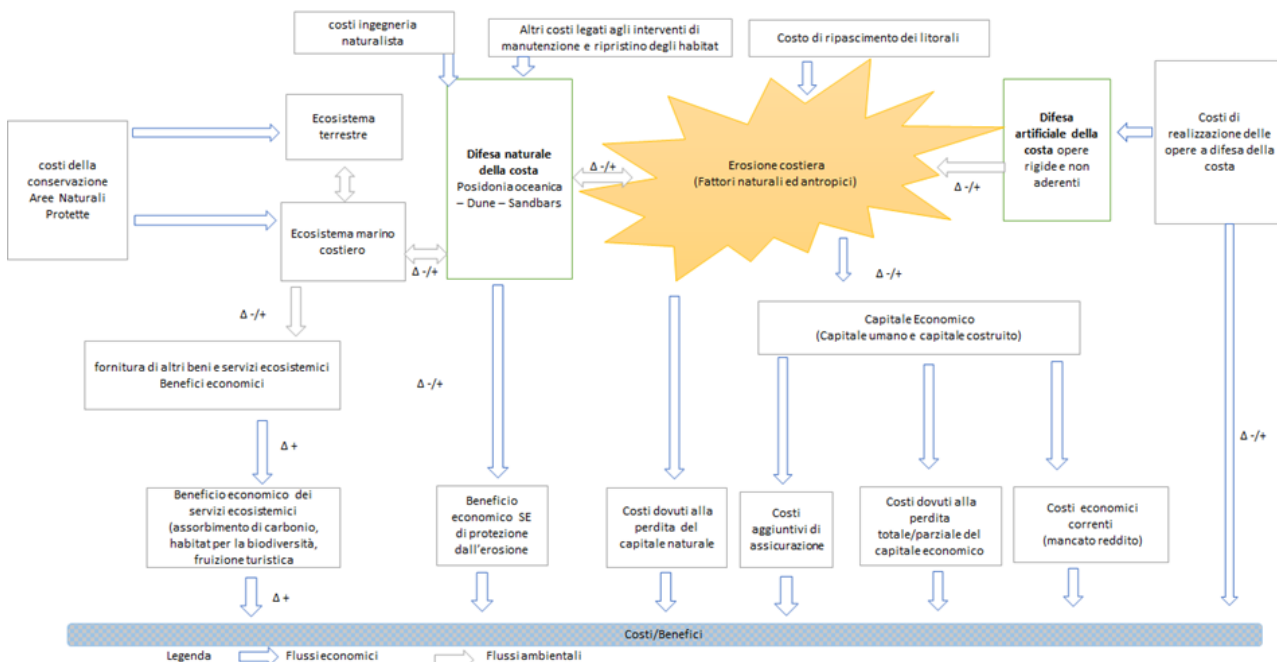 costi ingegneria
naturalista
Altri costi legati agli interventi di
manutenzione e ripristino degli habitat
Costo di ripascimento dei litorali
costi della
conservazione
Aree Naturali
Protette
Ecosistema
terrestre
Ecosistema marino
costiero
Difesa naturale
della costa
Posidonia oceanica
– Dune – Sandbars
Δ -/+
Δ -/+
Erosione costiera
(Fattori naturali ed antropici)
Δ -/+
Difesa
artificiale della
costa opere
rigide e non
aderenti
Costi di
realizzazione delle
opere a difesa della
costa
Δ -/+
Δ -/+
fornitura di altri beni e servizi ecosistemici
Benefici economici
Δ -/+
Capitale Economico
(Capitale umano e capitale costruito)
Δ +
Δ -/+
Beneficio economico dei
servizi ecosistemici
(assorbimento di carbonio,
habitat per la biodiversità,
fruizione turistica
Beneficio
economico SE
di protezione
dall'erosione
Costi dovuti alla
perdita del
capitale naturale
Costi
aggiuntivi di
assicurazione
Costi dovuti alla
perdita
totale/parziale del
capitale economico
Costi economici
correnti
(mancato reddito)
Δ +
Costi/Benefici
Legenda Flussi economici Flussi ambientali